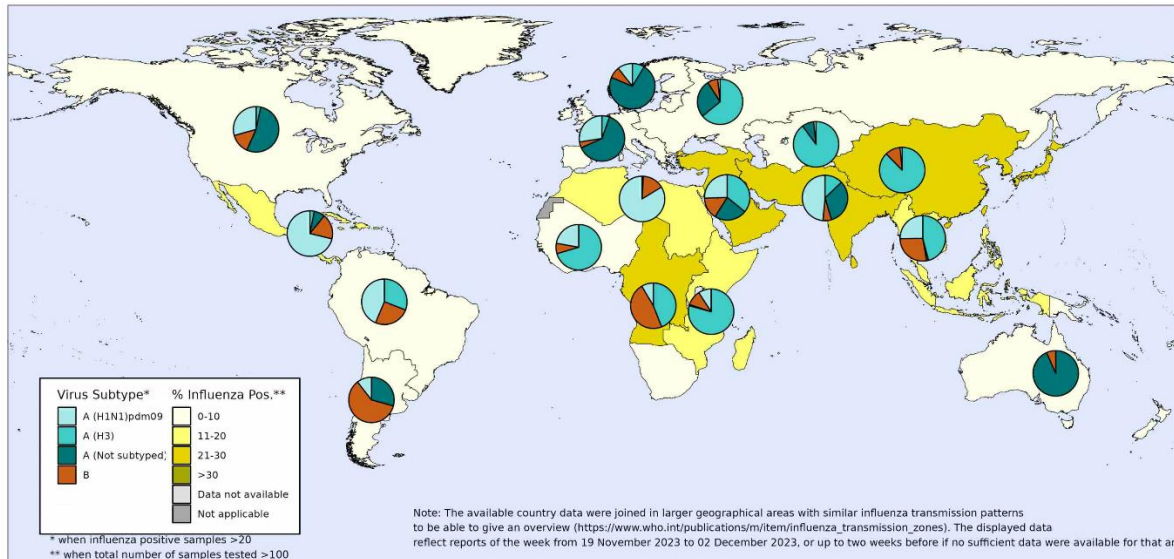 Virus Subtype* % Influenza Pos.**
A (H1N1)pdm09 0-10
A (H3) 11-20
A (Not subtyped) 21-30
B >30
Data not available
Not applicable
* when influenza positive samples >20
** when total number of samples tested >100
Note: The available country data were joined in larger geographical areas with similar influenza transmission patterns
to be able to give an overview (https://www.who.int/publications/m/item/influenza_transmission_zones). The displayed data
reflect reports of the week from 19 November 2023 to 02 December 2023, or up to two weeks before if no sufficient data were available for that